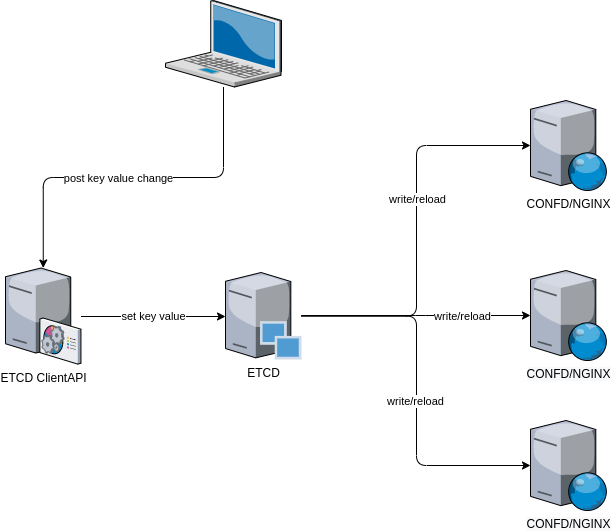 post key value change
write/reload
CONFD/NGINX
set key value
write/reload
ETCD ClientAPI
ETCD
CONFD/NGINX
write/reload
CONFD/NGINX